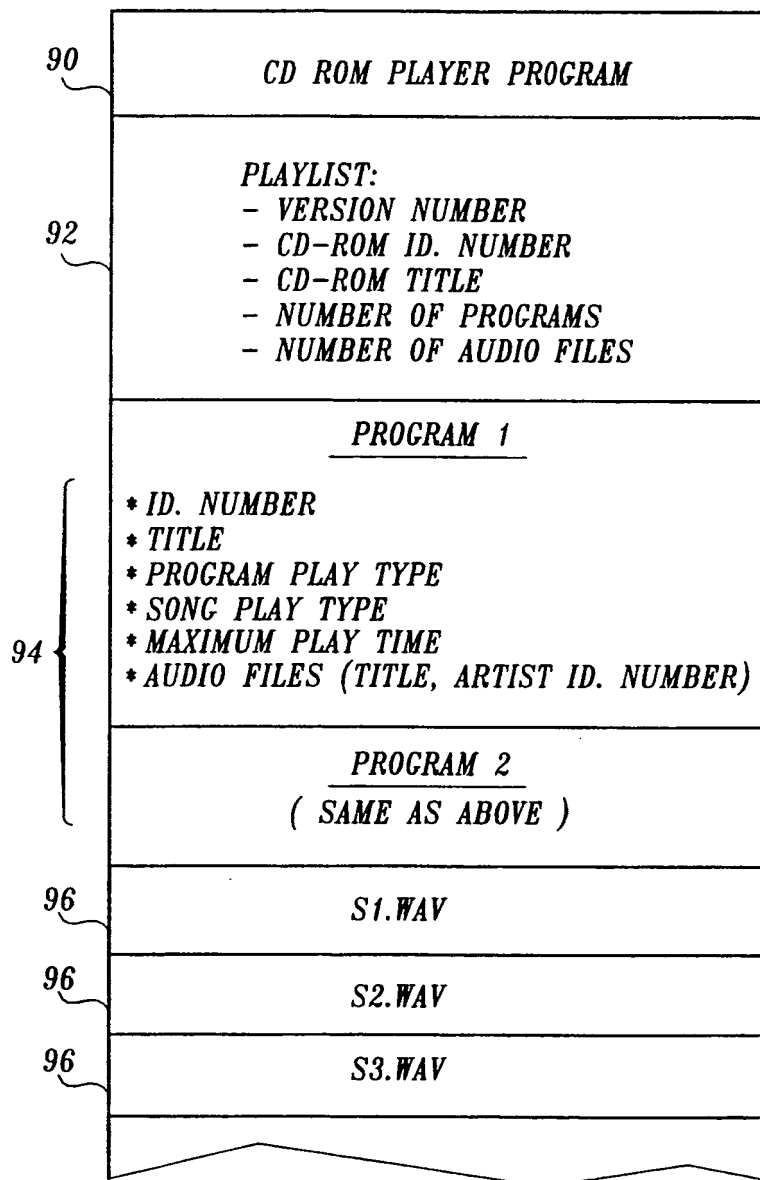 90
CD ROM PLAYER PROGRAM
92
PLAYLIST:
- VERSION NUMBER
- CD-ROM ID. NUMBER
- CD-ROM TITLE
- NUMBER OF PROGRAMS
- NUMBER OF AUDIO FILES
PROGRAM 1
94
* ID. NUMBER
* TITLE
* PROGRAM PLAY TYPE
* SONG PLAY TYPE
* MAXIMUM PLAY TIME
* AUDIO FILES (TITLE, ARTIST ID. NUMBER)
PROGRAM 2
( SAME AS ABOVE )
96
S1.WAV
96
S2.WAV
96
S3.WAV